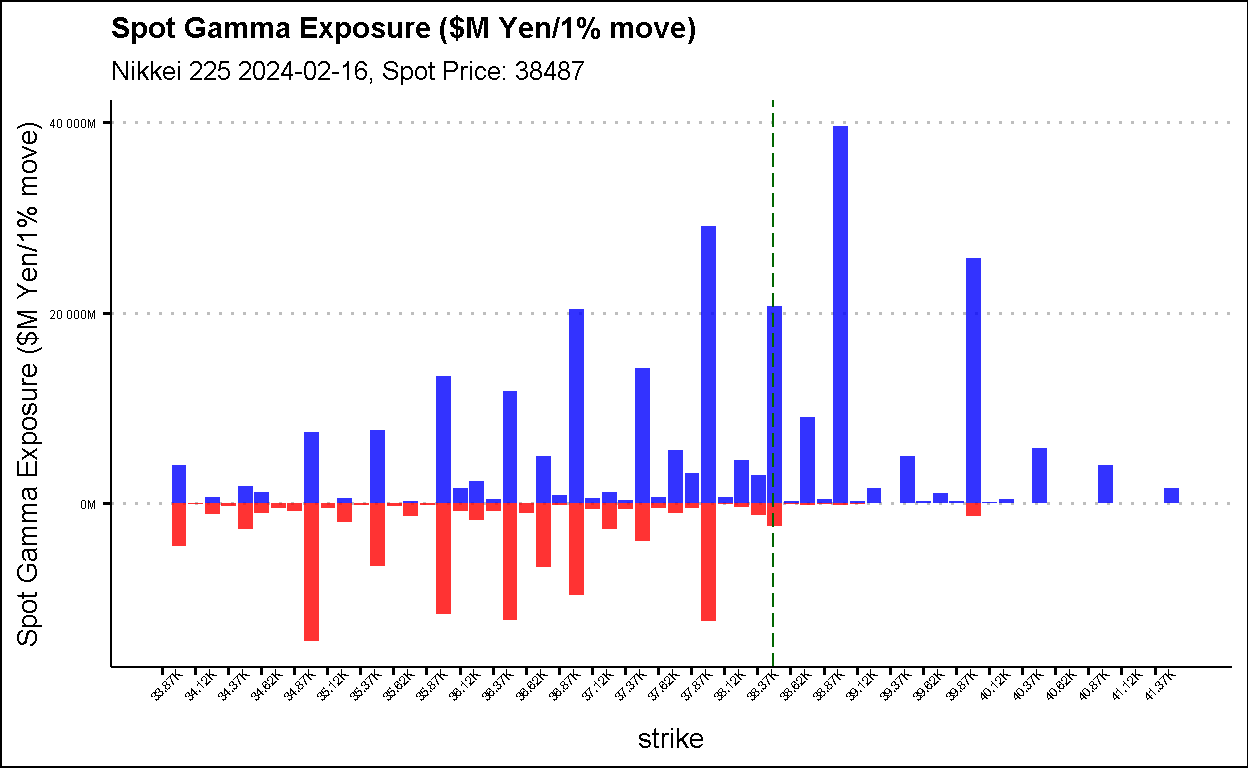 Spot Gamma Exposure ($M Yen/1% move)
Nikkei 225 2024-02-16, Spot Price: 38487
Spot Gamma Exposure ($M Yen/1% move)
40 000M
20 000M
0M
33.87K
34.12K
34.37K
34.62K
34.87K
35.12K
35.37K
35.62K
35.87K
36.12K
36.37K
36.62K
36.87K
37.12K
37.37K
37.62K
37.87K
38.12K
38.37K
38.62K
38.87K
39.12K
39.37K
39.62K
39.87K
40.12K
40.37K
40.62K
40.87K
41.12K
41.37K
strike